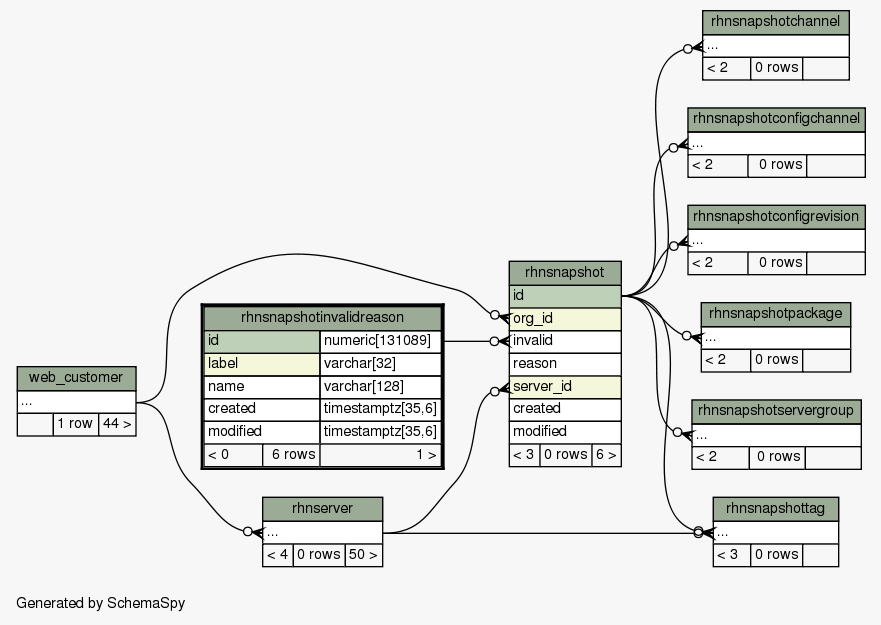 rhnsnapshotchannel
...
< 2 0 rows
rhnsnapshotconfigchannel
...
< 2 0 rows
rhnsnapshotconfigrevision
...
< 2 0 rows
rhnsnapshot
id
org_id
invalid
reason
server_id
created
modified
< 3 0 rows 6 >
rhnsnapshotinvalidreason
id numeric[131089]
label varchar[32]
name varchar[128]
created timestamptz[35,6]
modified timestamptz[35,6]
< 0 6 rows 1 >
rhnsnapshotpackage
...
< 2 0 rows
web_customer
...
1 row 44 >
rhnsnapshotservergroup
...
< 2 0 rows
rhnserver
...
< 4 0 rows 50 >
rhnsnapshottag
...
< 3 0 rows
Generated by SchemaSpy